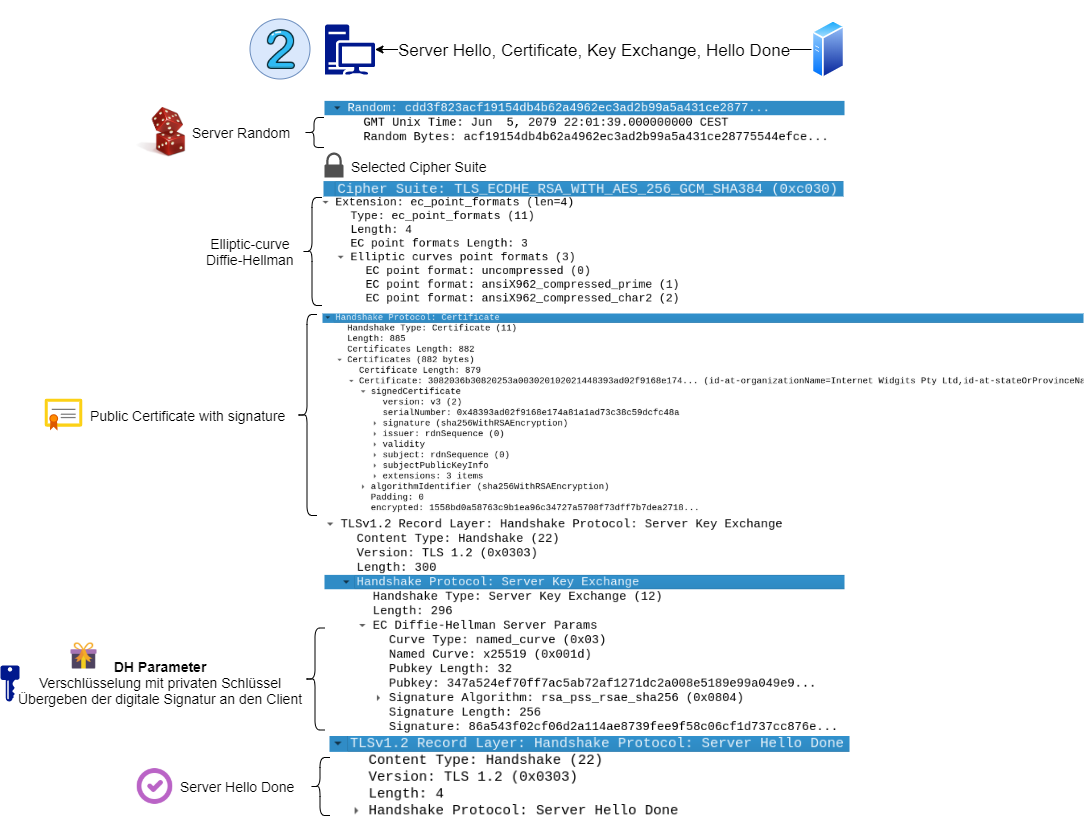 2
Server Hello, Certificate, Key Exchange, Hello Done
Server Random
Random: cdd3f823acf19154db4b62a4962ec3ad2b99a5a431ce2877...
GMT Unix Time: Jun  5, 2079 22:01:39.000000000 CEST
Random Bytes: acf19154db4b62a4962ec3ad2b99a5a431ce28775544efce...
Selected Cipher Suite
Cipher Suite: TLS_ECDHE_RSA_WITH_AES_256_GCM_SHA384 (0xc030)
Elliptic-curve
Diffie-Hellman
Extension: ec_point_formats (len=4)
Type: ec_point_formats (11)
Length: 4
EC point formats Length: 3
Elliptic curves point formats (3)
EC point format: uncompressed (0)
EC point format: ansiX962_compressed_prime (1)
EC point format: ansiX962_compressed_char2 (2)
Public Certificate with signature
Handshake Protocol: Certificate
Handshake Type: Certificate (11)
Length: 885
Certificates Length: 882
Certificates (882 bytes)
Certificate Length: 879
Certificate: 3082036b30820253a003020102021448393ad02f9168e174... (id-at-organizationName=Internet Widgits Pty Ltd,id-at-stateOrProvinceNa
signedCertificate
version: v3 (2)
serialNumber: 0x48393ad02f9168e174a81a1ad73c38c59dcfc48a
signature (sha256WithRSAEncryption)
issuer: rdnSequence (0)
validity
subject: rdnSequence (0)
subjectPublicKeyInfo
extensions: 3 items
algorithmIdentifier (sha256WithRSAEncryption)
Padding: 0
encrypted: 1558bd0a58763c9b1ea96c34727a5708f73dff7b7dea2718...
TLSv1.2 Record Layer: Handshake Protocol: Server Key Exchange
Content Type: Handshake (22)
Version: TLS 1.2 (0x0303)
Length: 300
Handshake Protocol: Server Key Exchange
Handshake Type: Server Key Exchange (12)
Length: 296
DH Parameter
Verschlüsselung mit privaten Schlüssel
Übergeben der digitale Signatur an den Client
EC Diffie-Hellman Server Params
Curve Type: named_curve (0x03)
Named Curve: x25519 (0x001d)
Pubkey Length: 32
Pubkey: 347a524ef70ff7ac5ab72af1271dc2a008e5189e99a049e9...
Signature Algorithm: rsa_pss_rsae_sha256 (0x0804)
Signature Length: 256
Signature: 86a543f02cf06d2a114ae8739fee9f58c06cf1d737cc876e...
TLSv1.2 Record Layer: Handshake Protocol: Server Hello Done
Server Hello Done
Content Type: Handshake (22)
Version: TLS 1.2 (0x0303)
Length: 4
Handshake Protocol: Server Hello Done